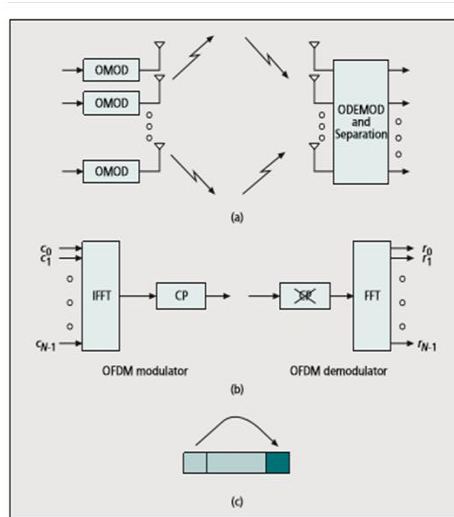 OMOD
OMOD
OMOD
ODEMOD
and
Separation
(a)
c0
c1
cN-1
IFFT
CP
CP
FFT
r0
r1
rN-1
OFDM modulator
OFDM demodulator
(b)
(c)